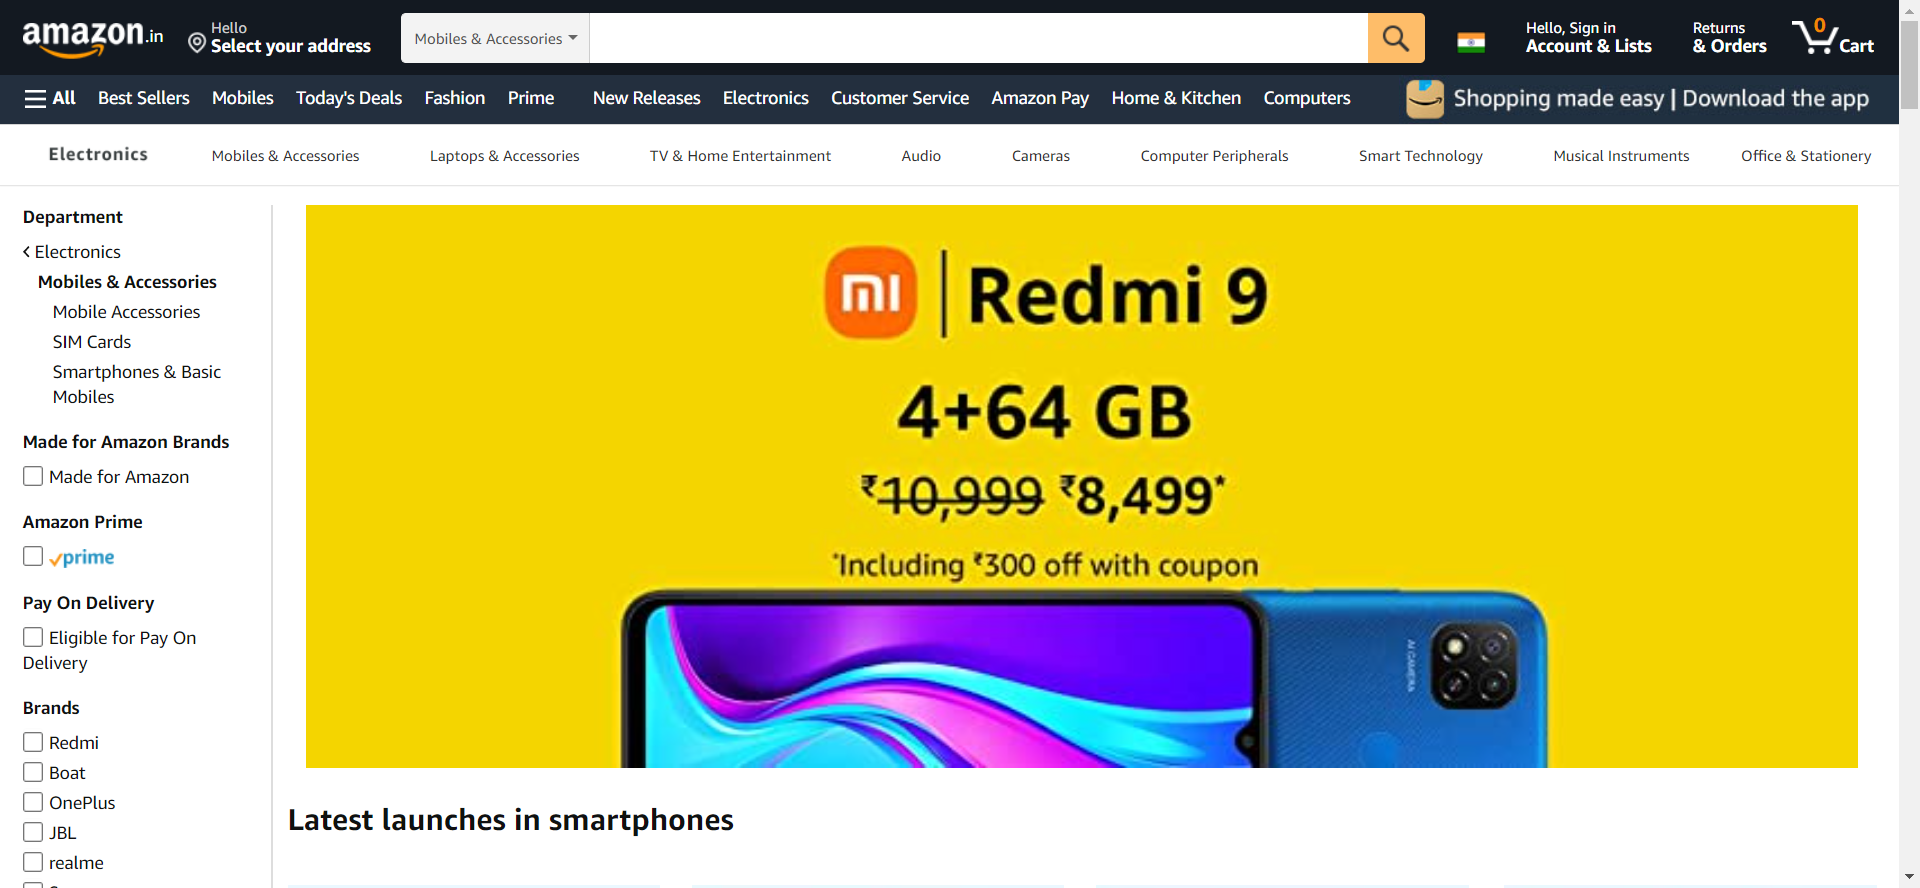 amazon.in
Hello
Select your address
Mobiles & Accessories
Hello, Sign in
Account & Lists
Returns
& Orders
0
Cart
All
Best Sellers
Mobiles
Today's Deals
Fashion
Prime
New Releases
Electronics
Customer Service
Amazon Pay
Home & Kitchen
Computers
Shopping made easy | Download the app
Electronics
Mobiles & Accessories
Laptops & Accessories
TV & Home Entertainment
Audio
Cameras
Computer Peripherals
Smart Technology
Musical Instruments
Office & Stationery
Department
Electronics
Mobiles & Accessories
Mobile Accessories
SIM Cards
Smartphones & Basic
Mobiles
Made for Amazon Brands
Made for Amazon
Amazon Prime
prime
Pay On Delivery
Eligible for Pay On
Delivery
Brands
Redmi
Boat
OnePlus
JBL
realme
mi | Redmi 9
4+64 GB
₹10,999 ₹8,499*
*Including ₹300 off with coupon
AI CAMERA
Latest launches in smartphones